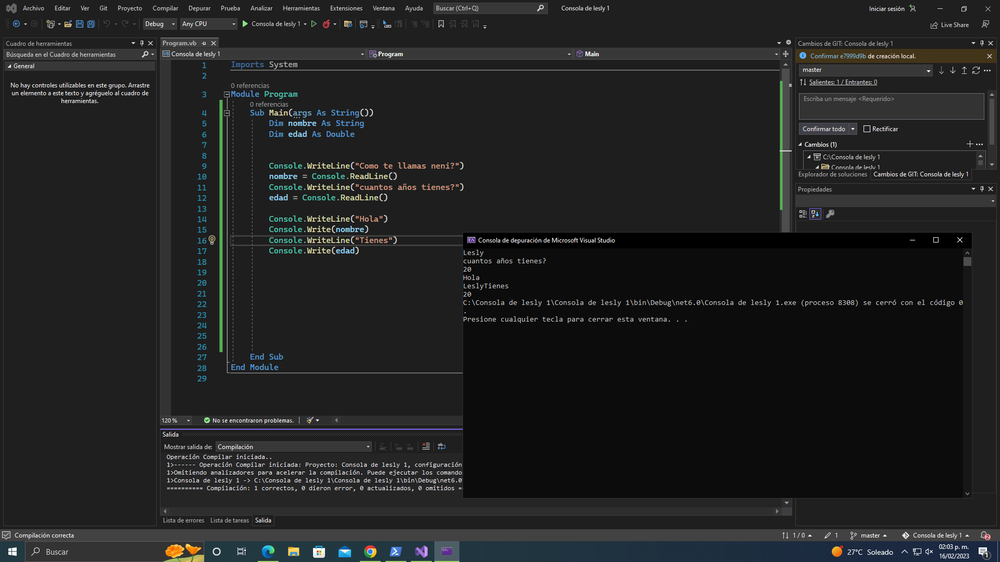 Archivo Editar Ver Git Proyecto Compilar Depurar Prueba Analizar Herramientas Extensiones Ventana Ayuda Buscar (Ctrl+Q) Consola de lesly 1 Iniciar sesión
Debug Any CPU Consola de lesly 1 Live Share
Cuadro de herramientas
Búsqueda en el Cuadro de herramientas
General
No hay controles utilizables en este grupo. Arrastre
un elemento a este texto y agréguelo al cuadro de
herramientas.
Program.vb
VB Consola de lesly 1 Program Main
1 Imports System
2
0 referencias
3 Module Program
0 referencias
4 Sub Main(args As String())
5 Dim nombre As String
6 Dim edad As Double
7
8
9 Console.WriteLine("Como te llamas neni?")
10 nombre = Console.ReadLine()
11 Console.WriteLine("cuantos años tienes?")
12 edad = Console.ReadLine()
13
14 Console.WriteLine("Hola")
15 Console.Write(nombre)
16 Console.WriteLine("Tienes")
17 Console.Write(edad)
18
19
20
21
22
23
24
25
26
27 End Sub
28 End Module
29
120 % No se encontraron problemas.
Salida
Mostrar salida de: Compilación
Operación Compilar iniciada..
1>------ Operación Compilar iniciada: Proyecto: Consola de lesly 1, configuración
1>Omitiendo analizadores para acelerar la compilación. Puede ejecutar los comando
1>Consola de lesly 1 -> C:\Consola de lesly 1\Consola de lesly 1\bin\Debug\net6.0
========== Compilación: 1 correctos, 0 dieron error, 0 actualizados, 0 omitidos =
Lista de errores Lista de tareas Salida
Cambios de GIT: Consola de lesly 1
Confirmar e7999d9b de creación local.
master
Salientes: 1 / Entrantes: 0
Escriba un mensaje <Requerido>
Confirmar todo Rectificar
Cambios (1)
C:\Consola de lesly 1
Consola de lesly 1
Explorador de soluciones Cambios de GIT: Consola de lesly 1
Propiedades
Consola de depuración de Microsoft Visual Studio
Lesly
cuantos años tienes?
20
Hola
LeslyTienes
20
C:\Consola de lesly 1\Consola de lesly 1\bin\Debug\net6.0\Consola de lesly 1.exe (proceso 8308) se cerró con el código 0
.
Presione cualquier tecla para cerrar esta ventana. . .
Compilación correcta 1 / 0 1 master Consola de lesly 1 2
Buscar 27°C Soleado 02:03 p. m.
16/02/2023 1